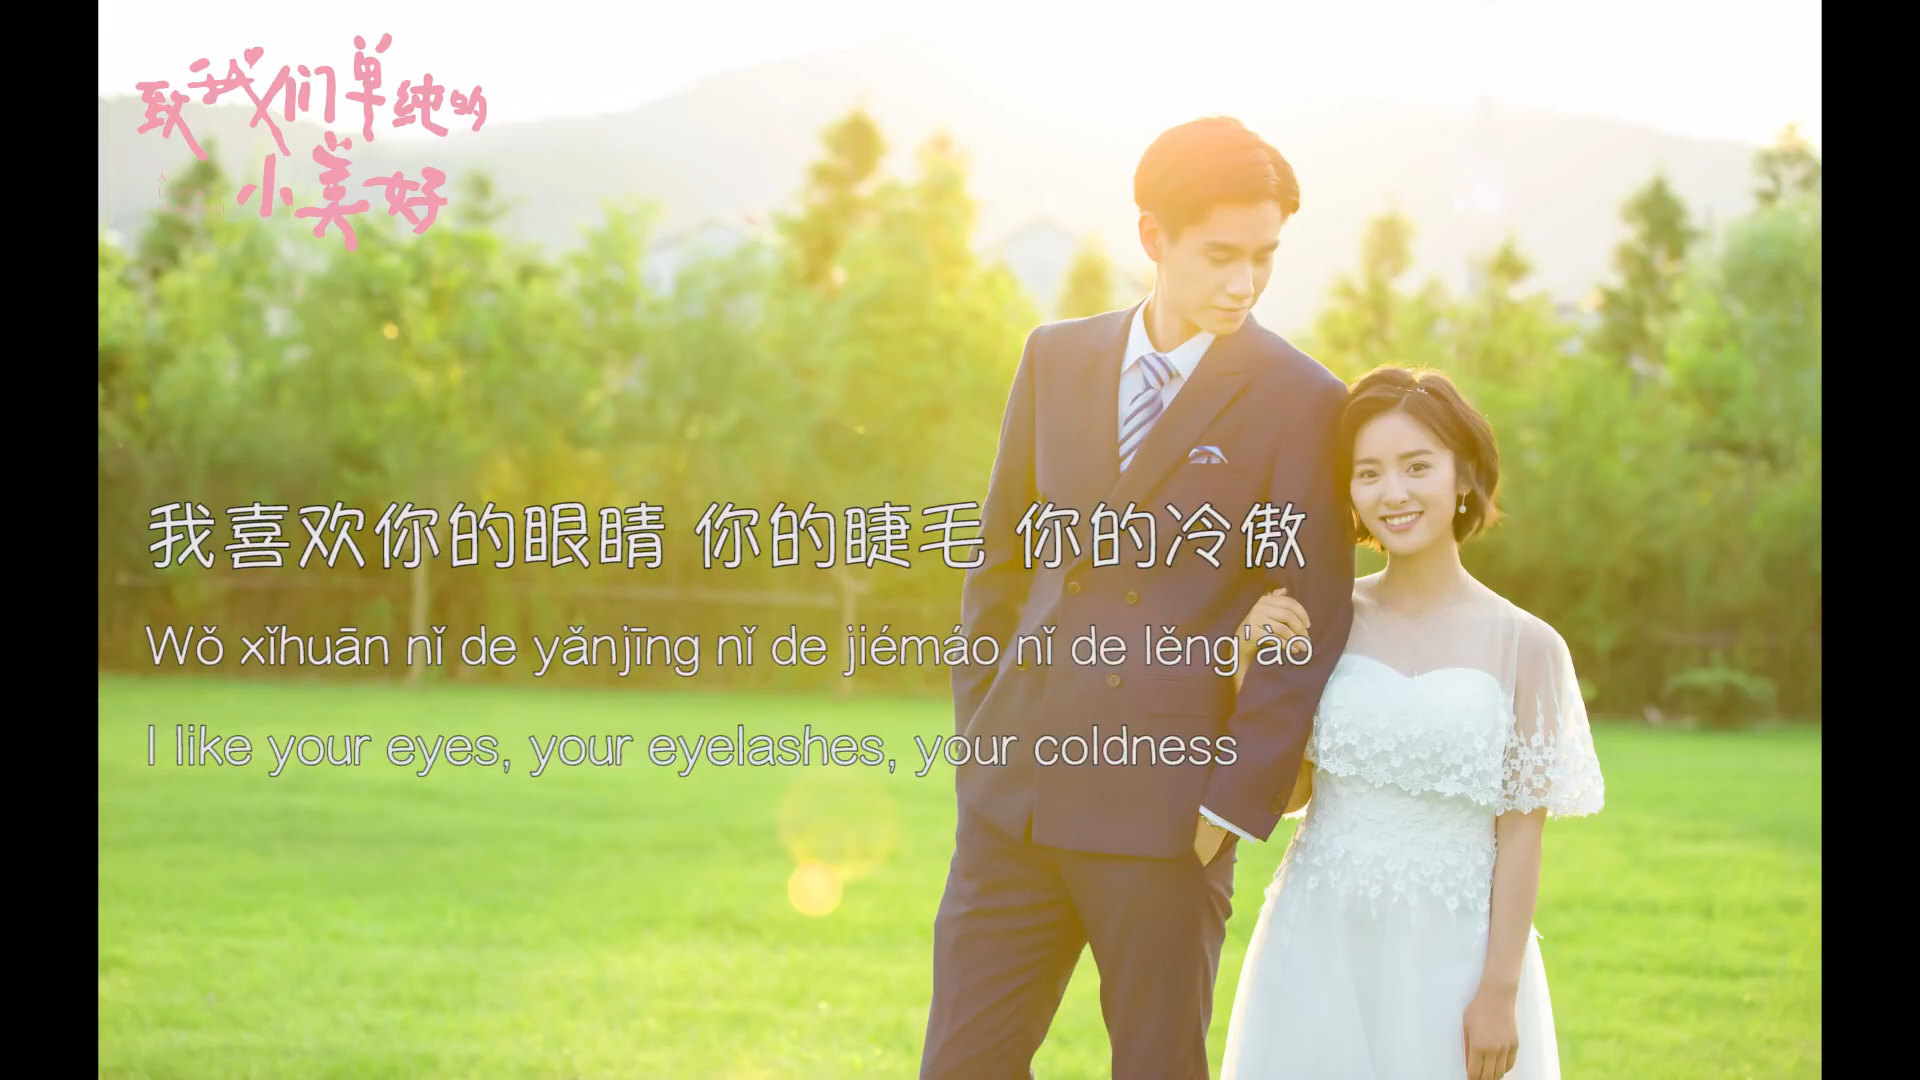 致我们单纯的
小美好
我喜欢你的眼睛 你的睫毛 你的冷傲
Wǒ xǐhuān nǐ de yǎnjīng nǐ de jiémáo nǐ de lěng'ào
I like your eyes, your eyelashes, your coldness